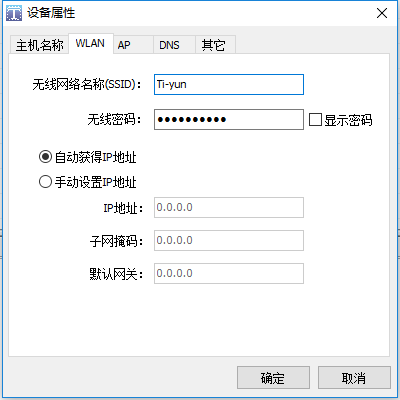 设备属性
主机名称 WLAN AP DNS 其它
无线网络名称(SSID): Ti-yun
无线密码: ●●●●●●●●●● 显示密码
自动获得IP地址
手动设置IP地址
IP地址: 0.0.0.0
子网掩码: 0.0.0.0
默认网关: 0.0.0.0
确定 取消